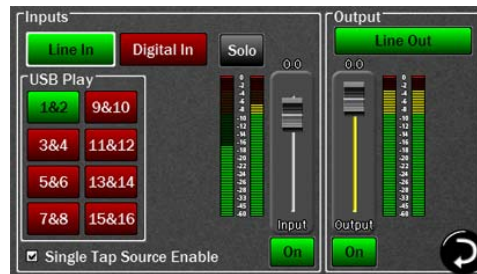 Inputs
Line In
Digital In
Solo
USB Play
1&2
9&10
3&4
11&12
5&6
13&14
7&8
15&16
Single Tap Source Enable
0.0
Input
On
Output
Line Out
0.0
Output
On